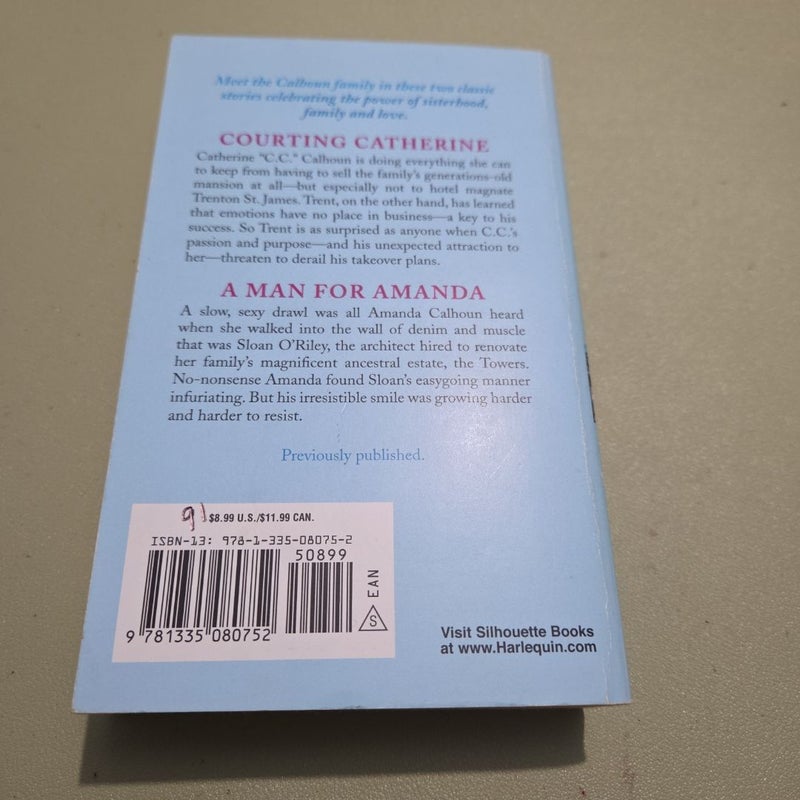 Meet the Calhoun family in these two classic
stories celebrating the power of sisterhood,
family and love.
COURTING CATHERINE
Catherine "C.C." Calhoun is doing everything she can
to keep from having to sell the family's generations-old
mansion at all—but especially not to hotel magnate
Trenton St. James. Trent, on the other hand, has learned
that emotions have no place in business—a key to his
success. So Trent is as surprised as anyone when C.C.'s
passion and purpose—and his unexpected attraction to
her—threaten to derail his takeover plans.
A MAN FOR AMANDA
A slow, sexy drawl was all Amanda Calhoun heard
when she walked into the wall of denim and muscle
that was Sloan O'Riley, the architect hired to renovate
her family's magnificent ancestral estate, the Towers.
No-nonsense Amanda found Sloan's easygoing manner
infuriating. But his irresistible smile was growing harder
and harder to resist.
Previously published.
$8.99 U.S./$11.99 CAN.
ISBN-13: 978-1-335-08075-2
50899
EAN
S
9 781335 080752
Visit Silhouette Books
at www.Harlequin.com